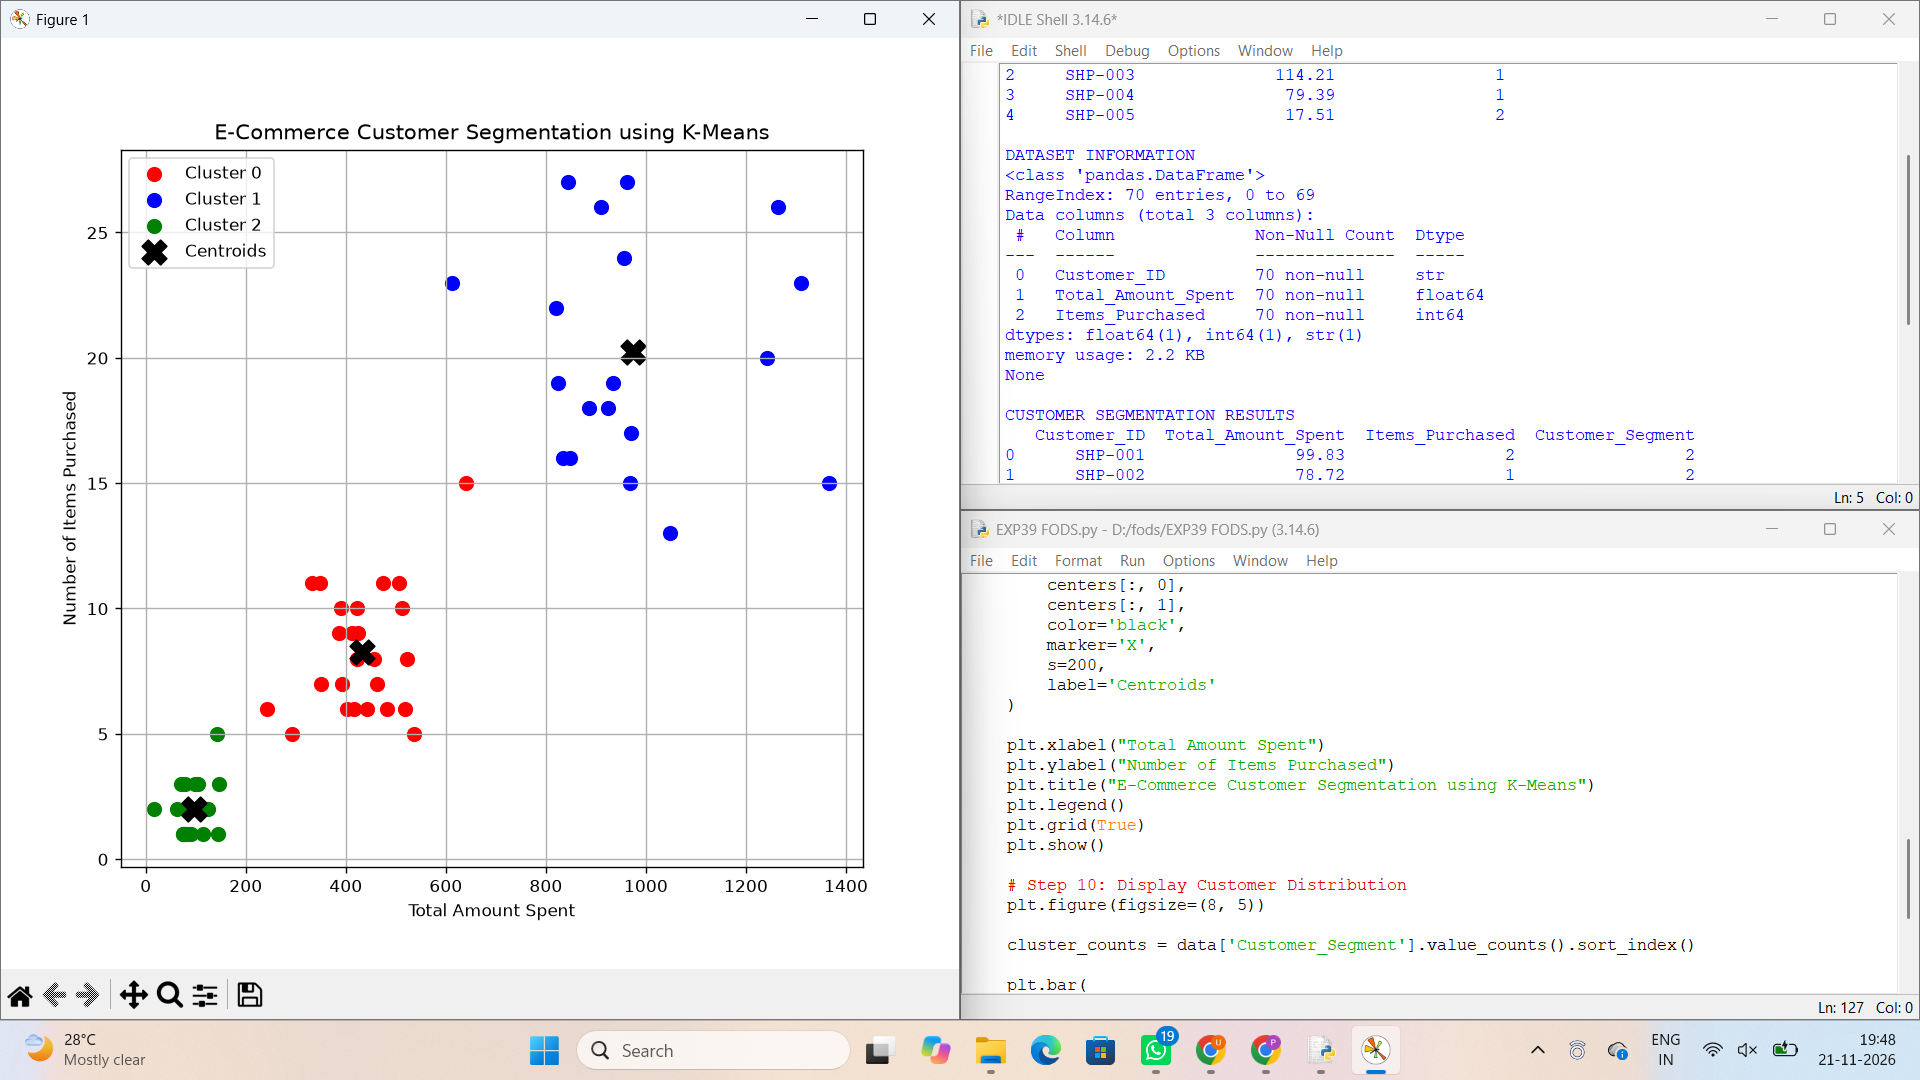 Figure 1
E-Commerce Customer Segmentation using K-Means
Cluster 0
Cluster 1
Cluster 2
Centroids
25
20
15
10
5
0
Number of Items Purchased
0 200 400 600 800 1000 1200 1400
Total Amount Spent
*IDLE Shell 3.14.6*
File Edit Shell Debug Options Window Help
2 SHP-003 114.21 1
3 SHP-004 79.39 1
4 SHP-005 17.51 2
DATASET INFORMATION
<class 'pandas.DataFrame'>
RangeIndex: 70 entries, 0 to 69
Data columns (total 3 columns):
# Column Non-Null Count Dtype
--- ------ -------------- -----
0 Customer_ID 70 non-null str
1 Total_Amount_Spent 70 non-null float64
2 Items_Purchased 70 non-null int64
dtypes: float64(1), int64(1), str(1)
memory usage: 2.2 KB
None
CUSTOMER SEGMENTATION RESULTS
Customer_ID Total_Amount_Spent Items_Purchased Customer_Segment
0 SHP-001 99.83 2 2
1 SHP-002 78.72 1 2
Ln: 5 Col: 0
EXP39 FODS.py - D:/fods/EXP39 FODS.py (3.14.6)
File Edit Format Run Options Window Help
centers[:, 0],
centers[:, 1],
color='black',
marker='X',
s=200,
label='Centroids'
)
plt.xlabel("Total Amount Spent")
plt.ylabel("Number of Items Purchased")
plt.title("E-Commerce Customer Segmentation using K-Means")
plt.legend()
plt.grid(True)
plt.show()
# Step 10: Display Customer Distribution
plt.figure(figsize=(8, 5))
cluster_counts = data['Customer_Segment'].value_counts().sort_index()
plt.bar(
Ln: 127 Col: 0
28°C
Mostly clear
Search
19
U
P
ENG
IN
19:48
21-11-2026